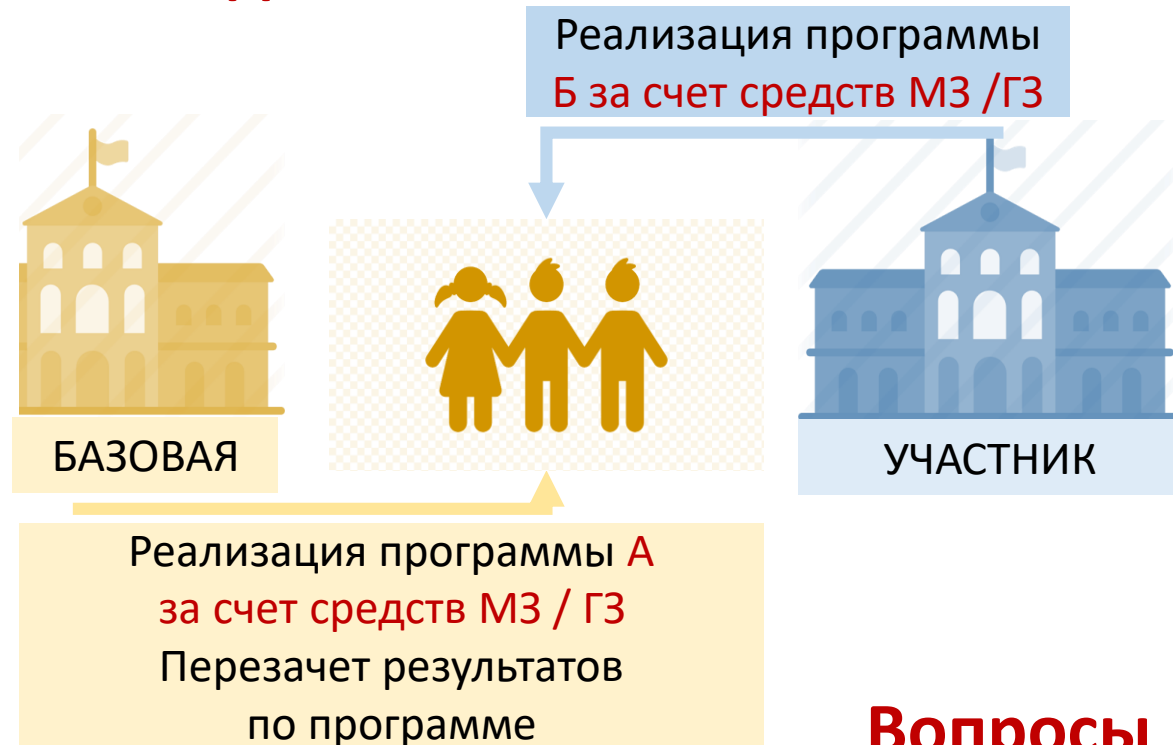 Реализация программы
Б за счет средств МЗ /ГЗ
БАЗОВАЯ
УЧАСТНИК
Реализация программы А
за счет средств МЗ / ГЗ
Перезачет результатов
по программе
Вопросы